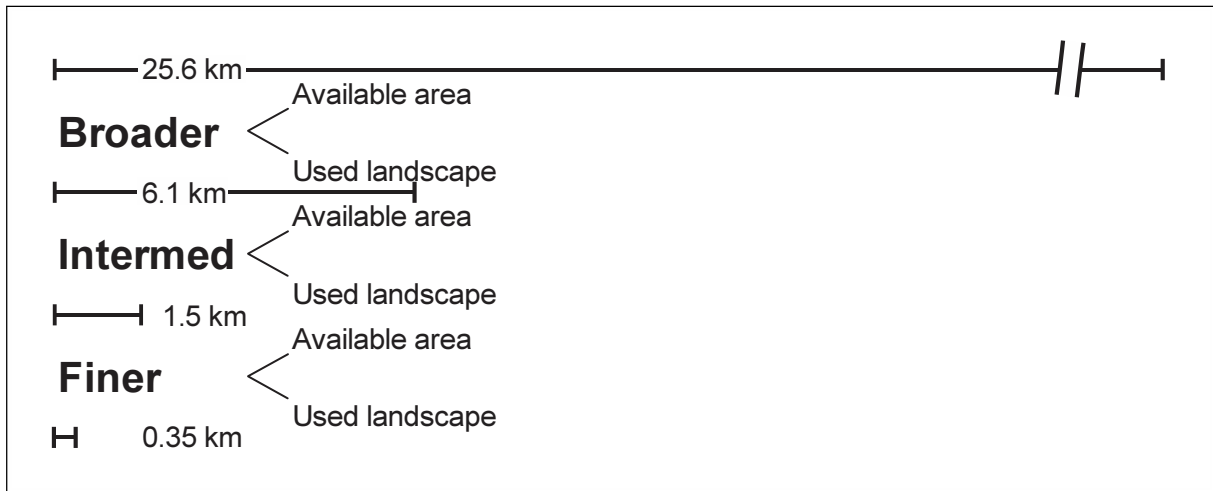 25.6 km
Available area
Broader
Used landscape
6.1 km
Available area
Intermed
Used landscape
1.5 km
Available area
Finer
Used landscape
0.35 km